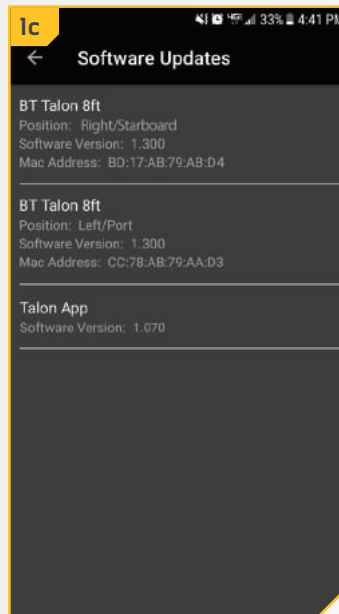 1c
33% 4:41 PM
Software Updates
BT Talon 8ft
Position: Right/Starboard
Software Version: 1.300
Mac Address: BD:17:AB:79:AB:D4
BT Talon 8ft
Position: Left/Port
Software Version: 1.300
Mac Address: CC:78:AB:79:AA:D3
Talon App
Software Version: 1.070